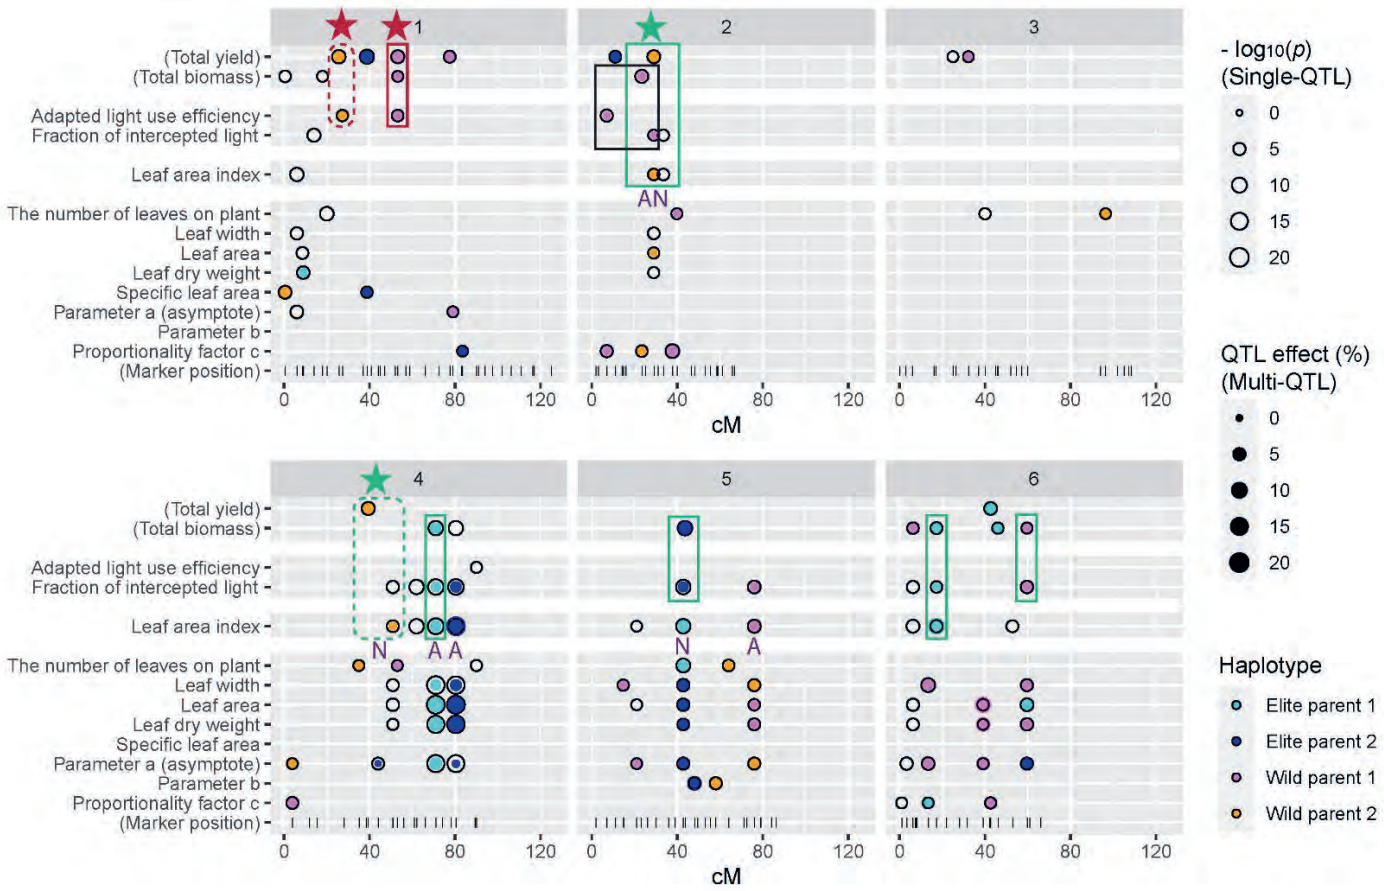 1 2 3
(Total yield)
(Total biomass)
Adapted light use efficiency
Fraction of intercepted light
Leaf area index
AN
The number of leaves on plant
Leaf width
Leaf area
Leaf dry weight
Specific leaf area
Parameter a (asymptote)
Parameter b
Proportionality factor c
(Marker position)
0 40 80 120 0 40 80 120 0 40 80 120
cM
4 5 6
(Total yield)
(Total biomass)
Adapted light use efficiency
Fraction of intercepted light
Leaf area index
N A A N A
The number of leaves on plant
Leaf width
Leaf area
Leaf dry weight
Specific leaf area
Parameter a (asymptote)
Parameter b
Proportionality factor c
(Marker position)
0 40 80 120 0 40 80 120 0 40 80 120
cM
- log10(p)
(Single-QTL)
0
5
10
15
20
QTL effect (%)
(Multi-QTL)
0
5
10
15
20
Haplotype
Elite parent 1
Elite parent 2
Wild parent 1
Wild parent 2